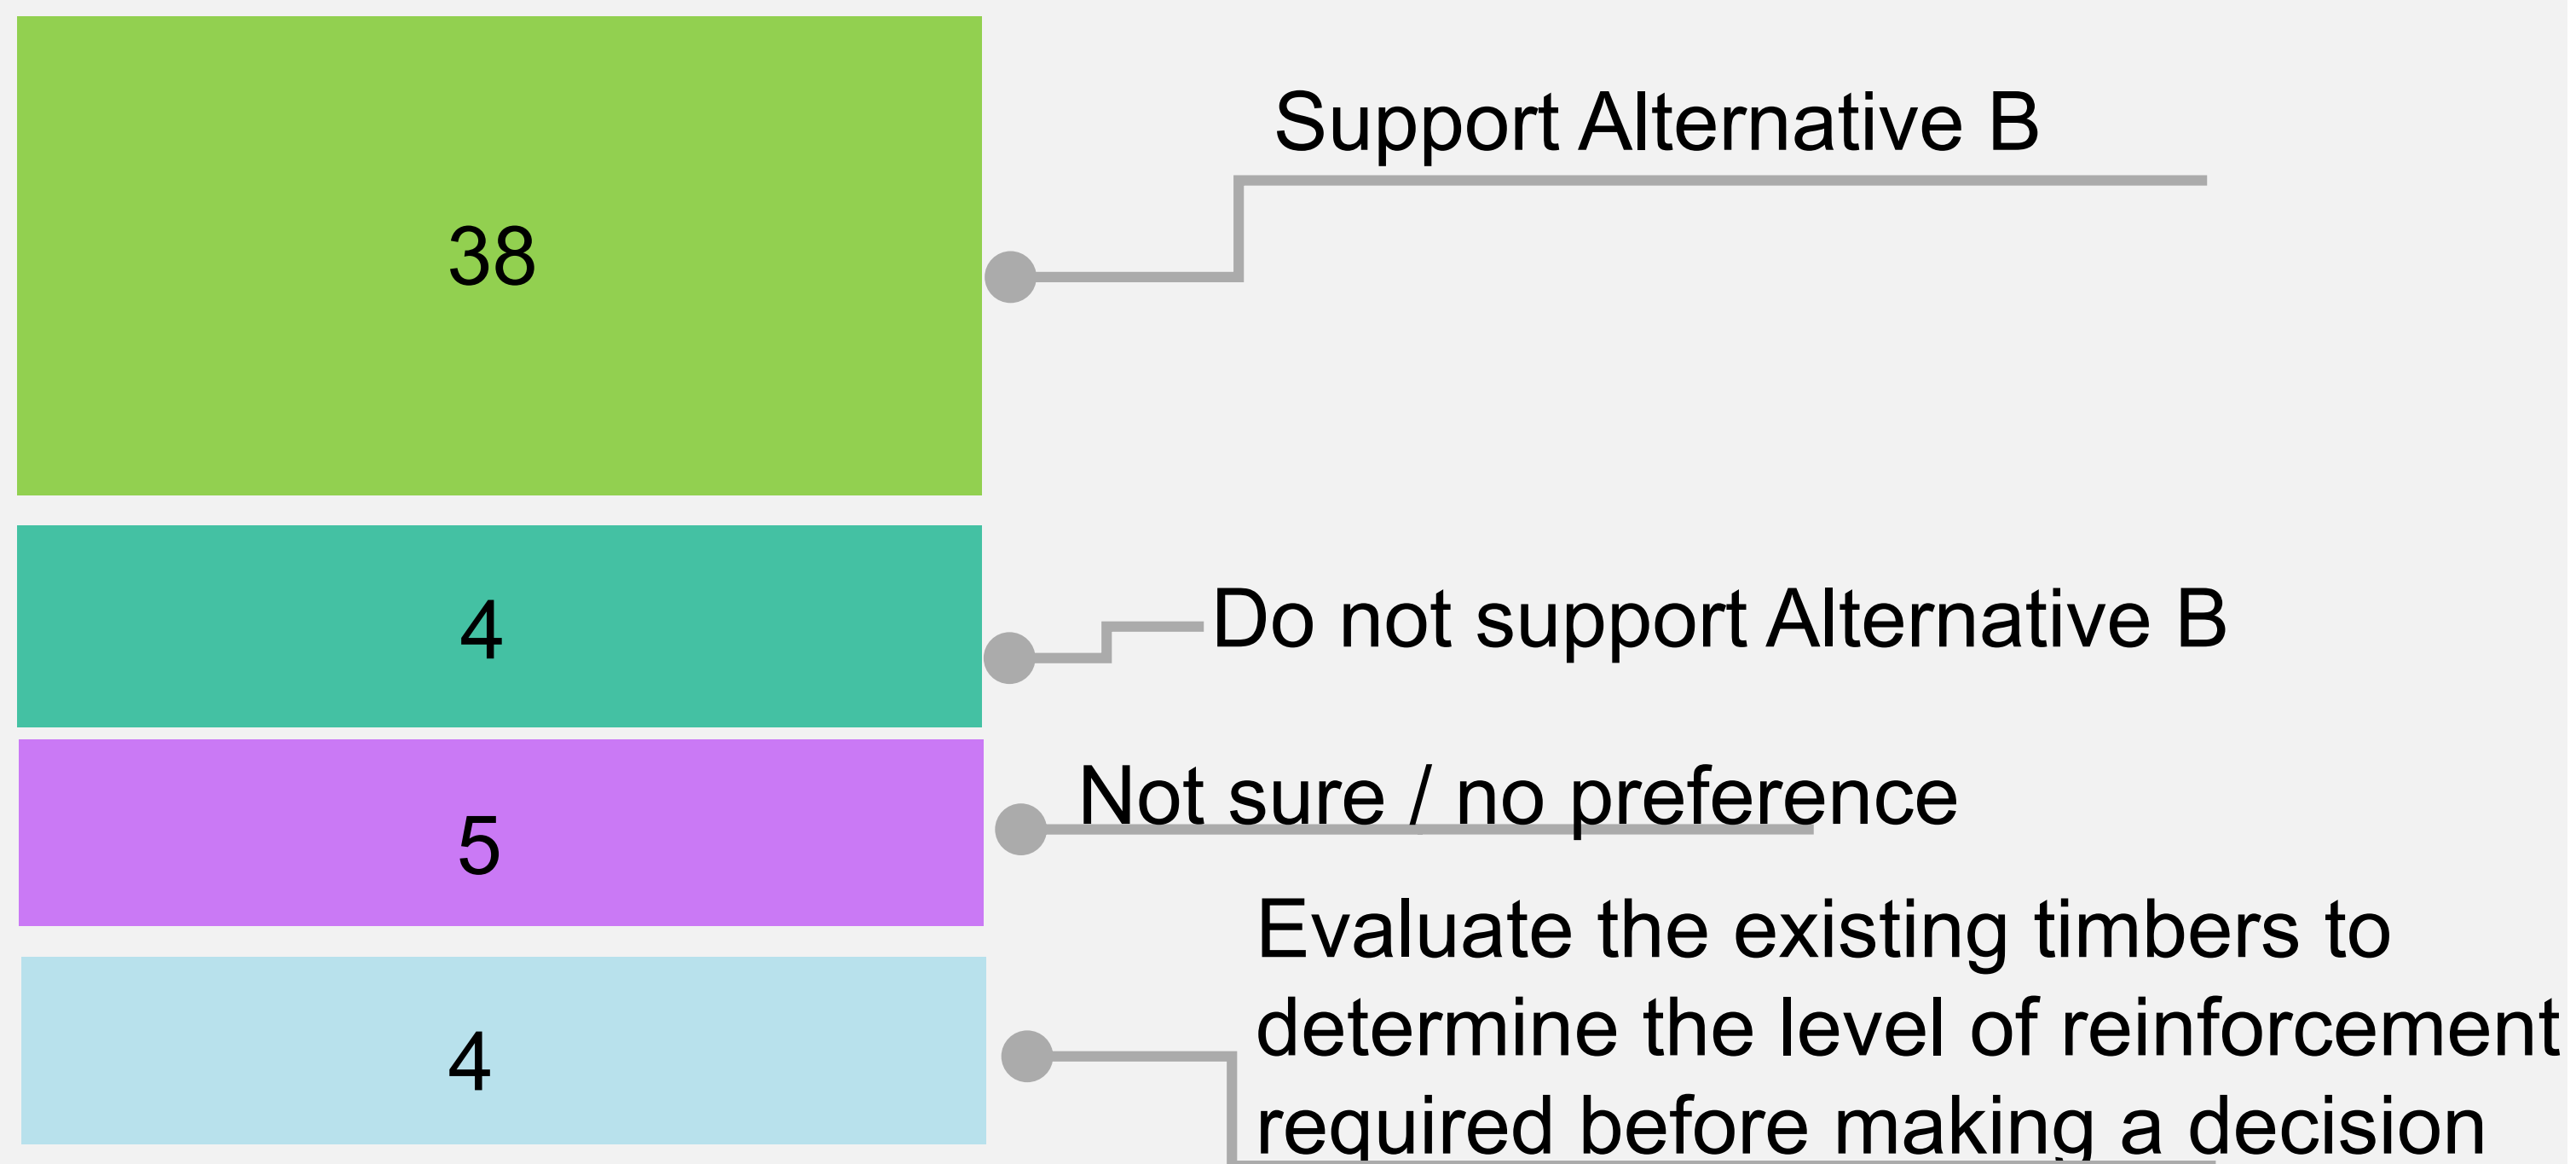 38
Support Alternative B
4
Do not support Alternative B
5
Not sure / no preference
4
Evaluate the existing timbers to
determine the level of reinforcement
required before making a decision